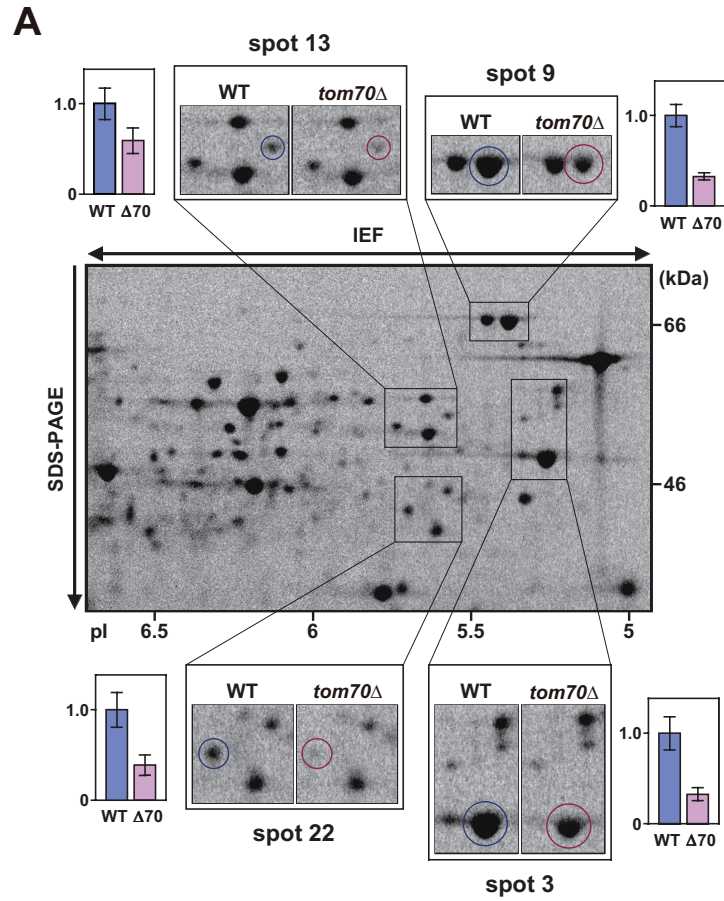 A
spot 13
spot 9
WT tom70Δ
WT tom70Δ
1.0
0
WT Δ70
1.0
0
WT Δ70
IEF
(kDa)
66
46
SDS-PAGE
pI 6.5 6 5.5 5
WT tom70Δ
WT tom70Δ
1.0
0
WT Δ70
1.0
0
WT Δ70
spot 22
spot 3